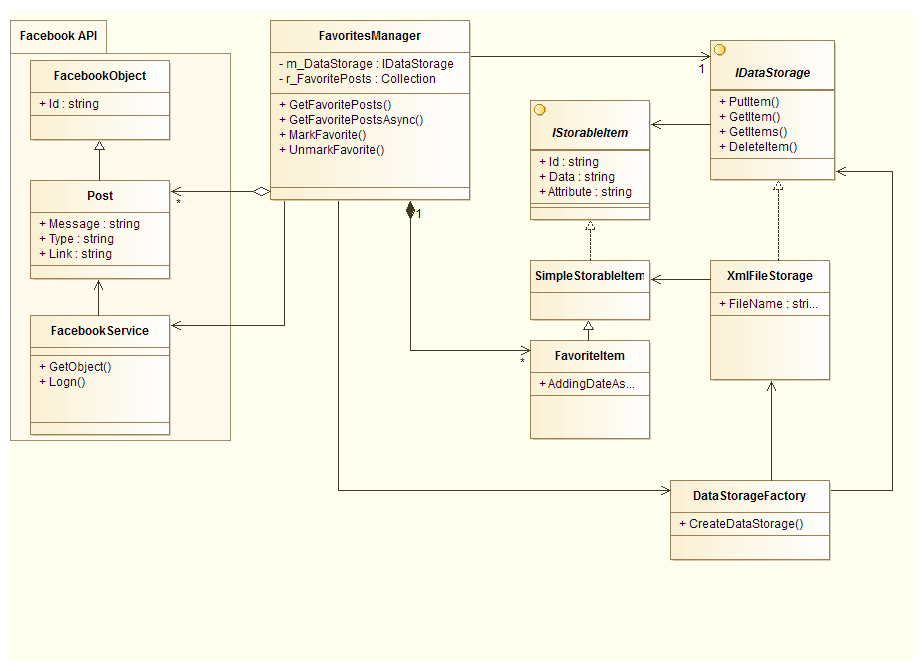 Facebook API
FacebookObject
+ Id : string
Post
+ Message : string
+ Type : string
+ Link : string
FacebookService
+ GetObject()
+ Logn()
FavoritesManager
- m_DataStorage : IDataStorage
- r_FavoritePosts : Collection
+ GetFavoritePosts()
+ GetFavoritePostsAsync()
+ MarkFavorite()
+ UnmarkFavorite()
*
1
1
*
IStorableItem
+ Id : string
+ Data : string
+ Attribute : string
SimpleStorableItem
FavoriteItem
+ AddingDateAs...
IDataStorage
+ PutItem()
+ GetItem()
+ GetItems()
+ DeleteItem()
XmlFileStorage
+ FileName : stri...
DataStorageFactory
+ CreateDataStorage()